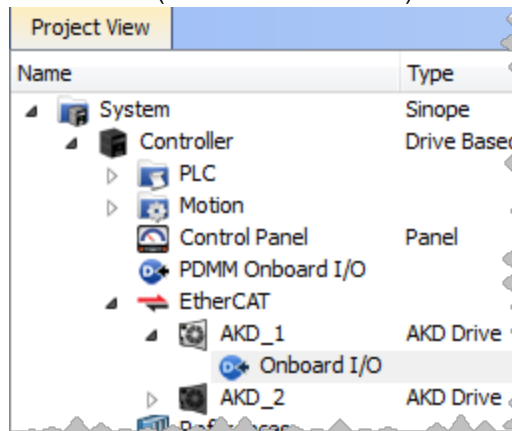 Project View
Name Type
System Sinope
Controller Drive Based
PLC
Motion
Control Panel Panel
PDMM Onboard I/O
EtherCAT
AKD_1 AKD Drive
Onboard I/O
AKD_2 AKD Drive